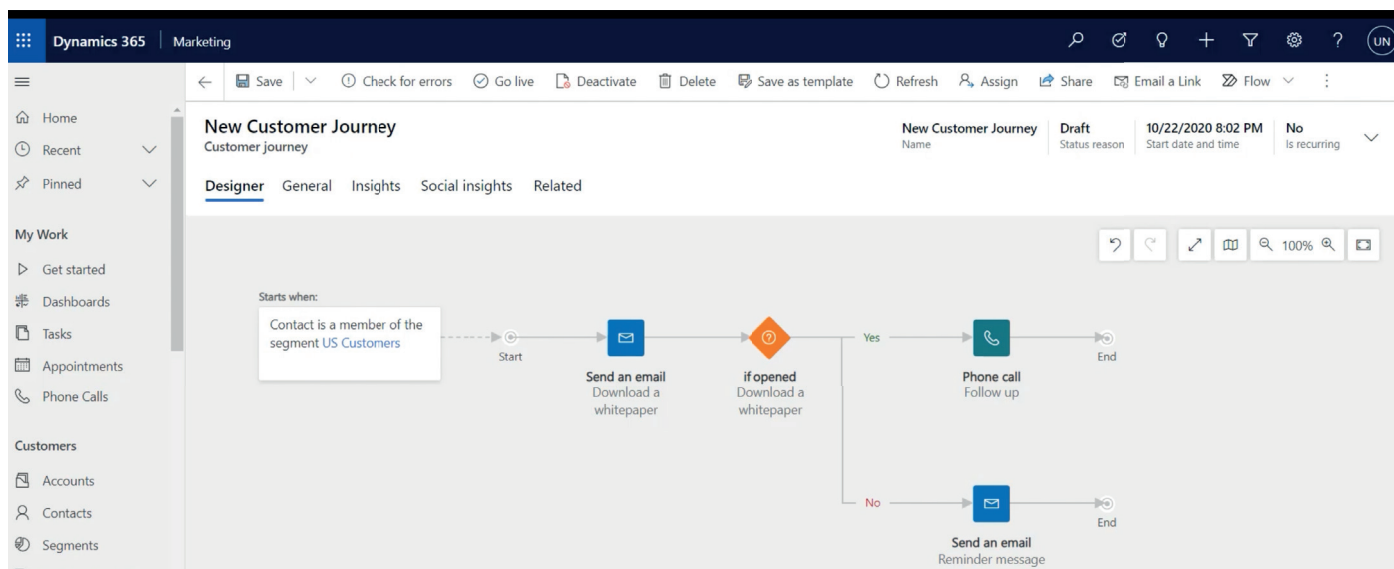 Dynamics 365 Marketing UN
Save Check for errors Go live Deactivate Delete Save as template Refresh Assign Share Email a Link Flow
Home
Recent
Pinned
My Work
Get started
Dashboards
Tasks
Appointments
Phone Calls
Customers
Accounts
Contacts
Segments
New Customer Journey
Customer journey
New Customer Journey
Name
Draft
Status reason
10/22/2020 8:02 PM
Start date and time
No
Is recurring
Designer General Insights Social insights Related
100%
Starts when:
Contact is a member of the
segment US Customers
Start
Send an email
Download a
whitepaper
if opened
Download a
whitepaper
Yes
Phone call
Follow up
End
No
Send an email
Reminder message
End